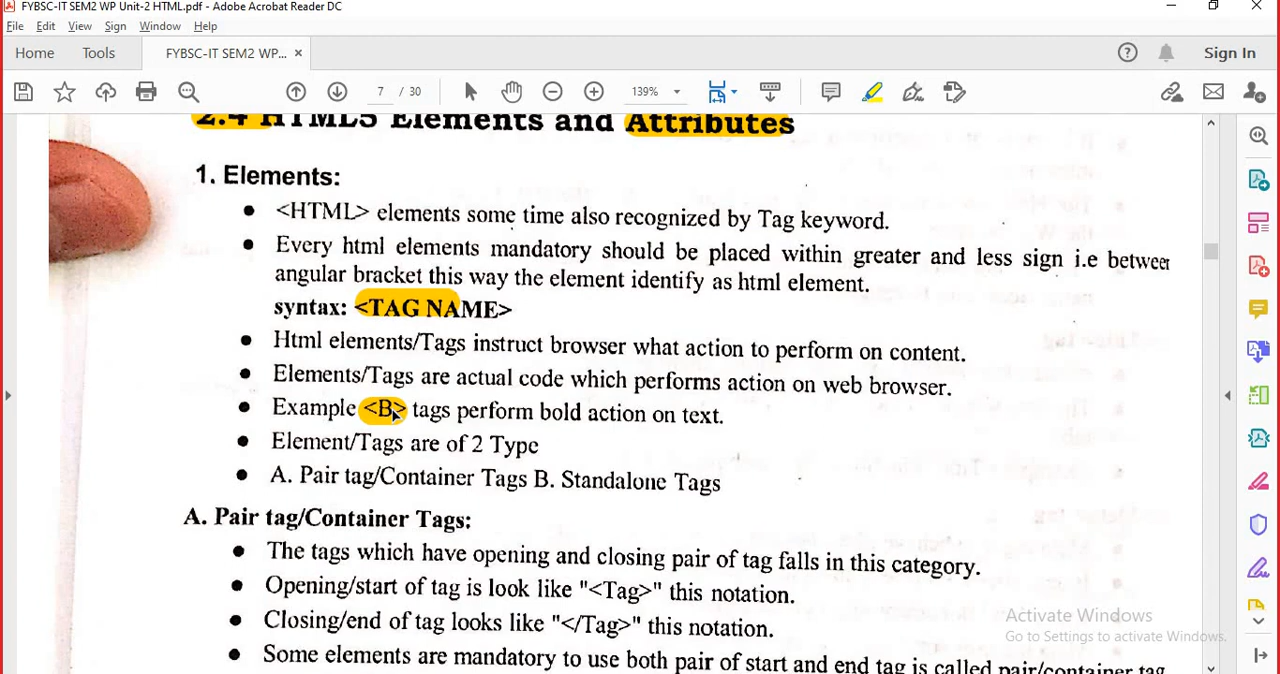 FYBSC-IT SEM2 WP Unit-2 HTML.pdf - Adobe Acrobat Reader DC
File Edit View Sign Window Help
Home Tools FYBSC-IT SEM2 WP... × Sign In
7 / 30 139%
2.4 HTML5 Elements and Attributes
1. Elements:
• <HTML> elements some time also recognized by Tag keyword.
• Every html elements mandatory should be placed within greater and less sign i.e between
angular bracket this way the element identify as html element.
syntax: <TAG NAME>
• Html elements/Tags instruct browser what action to perform on content.
• Elements/Tags are actual code which performs action on web browser.
• Example <B> tags perform bold action on text.
• Element/Tags are of 2 Type
• A. Pair tag/Container Tags B. Standalone Tags
A. Pair tag/Container Tags:
• The tags which have opening and closing pair of tag falls in this category.
• Opening/start of tag is look like "<Tag>" this notation.
• Closing/end of tag looks like "</Tag>" this notation.
• Some elements are mandatory to use both pair of start and end tag is called pair/container tag
Activate Windows
Go to Settings to activate Windows.